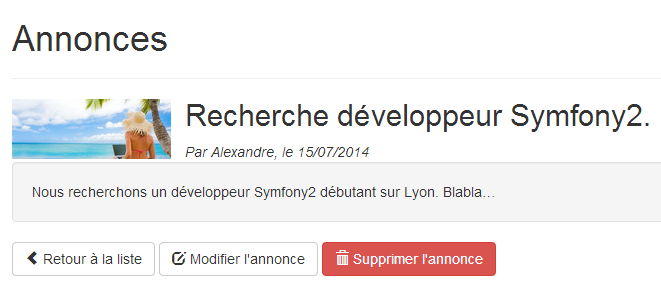 Annonces
Recherche développeur Symfony2.
Par Alexandre, le 15/07/2014
Nous recherchons un développeur Symfony2 débutant sur Lyon. Blabla…
Retour à la liste
Modifier l'annonce
Supprimer l'annonce